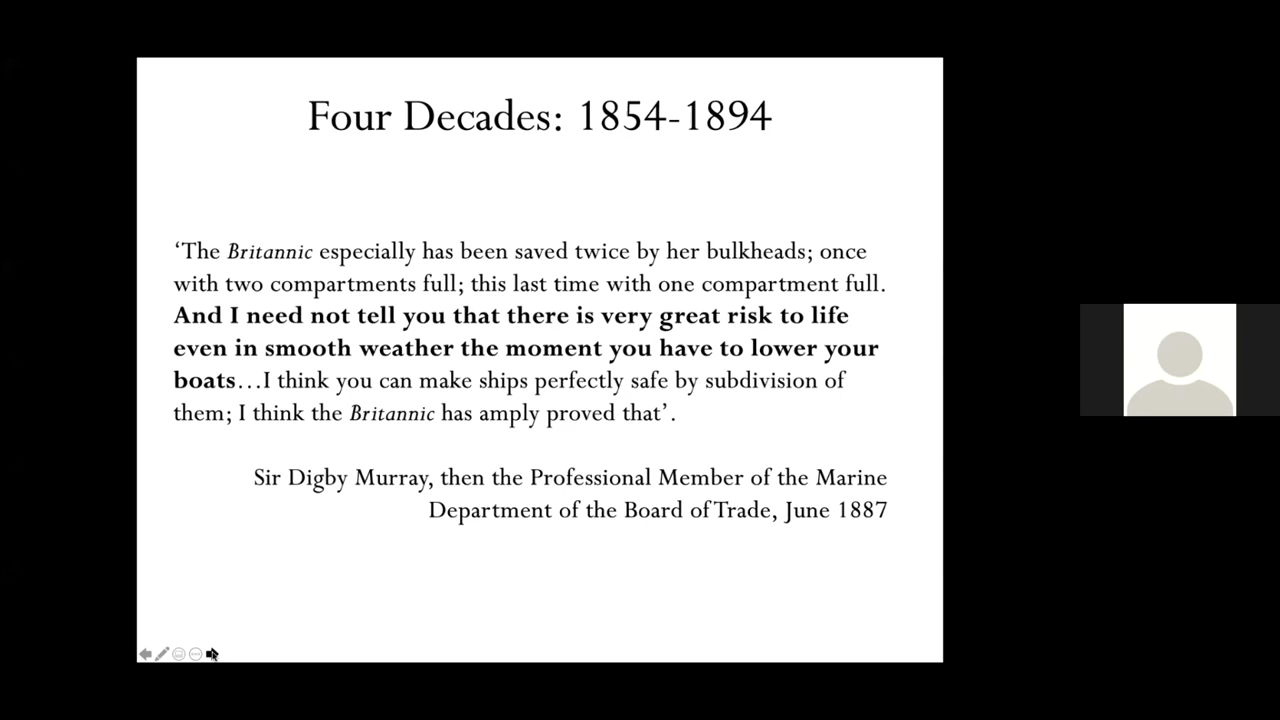 Four Decades: 1854-1894
‘The Britannic especially has been saved twice by her bulkheads; once
with two compartments full; this last time with one compartment full.
And I need not tell you that there is very great risk to life
even in smooth weather the moment you have to lower your
boats…I think you can make ships perfectly safe by subdivision of
them; I think the Britannic has amply proved that’.
Sir Digby Murray, then the Professional Member of the Marine
Department of the Board of Trade, June 1887